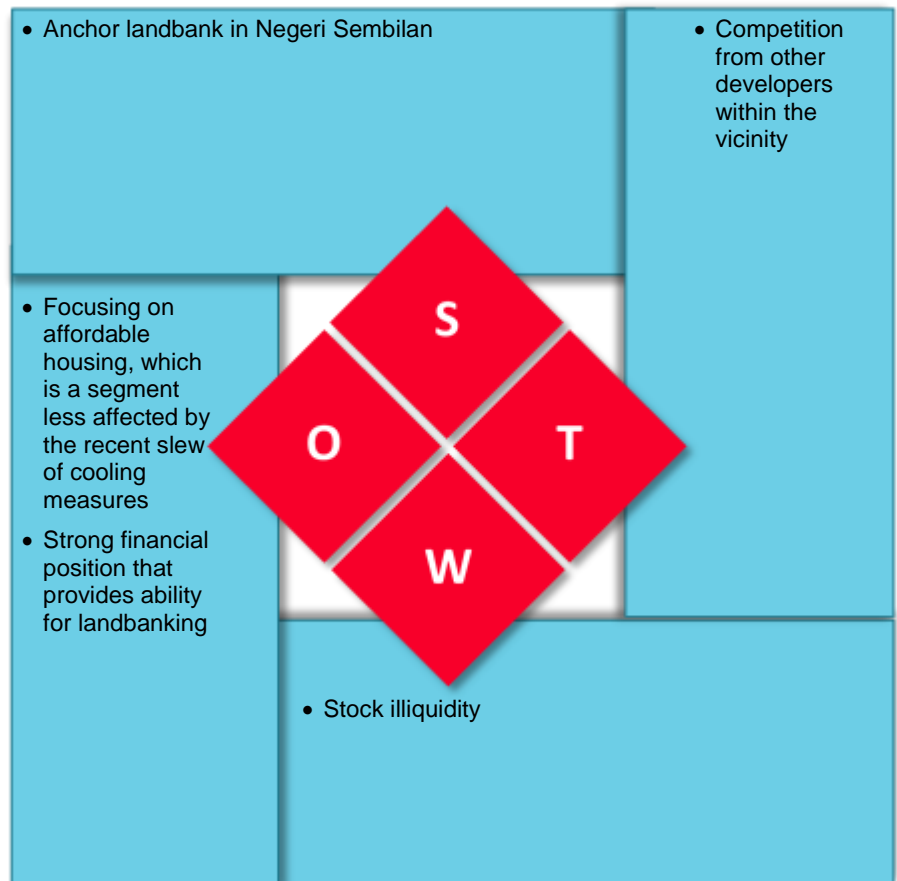 • Anchor landbank in Negeri Sembilan
• Competition
from other
developers
within the
vicinity
• Focusing on
affordable
housing, which
is a segment
less affected by
the recent slew
of cooling
measures
• Strong financial
position that
provides ability
for landbanking
S
O
T
W
• Stock illiquidity